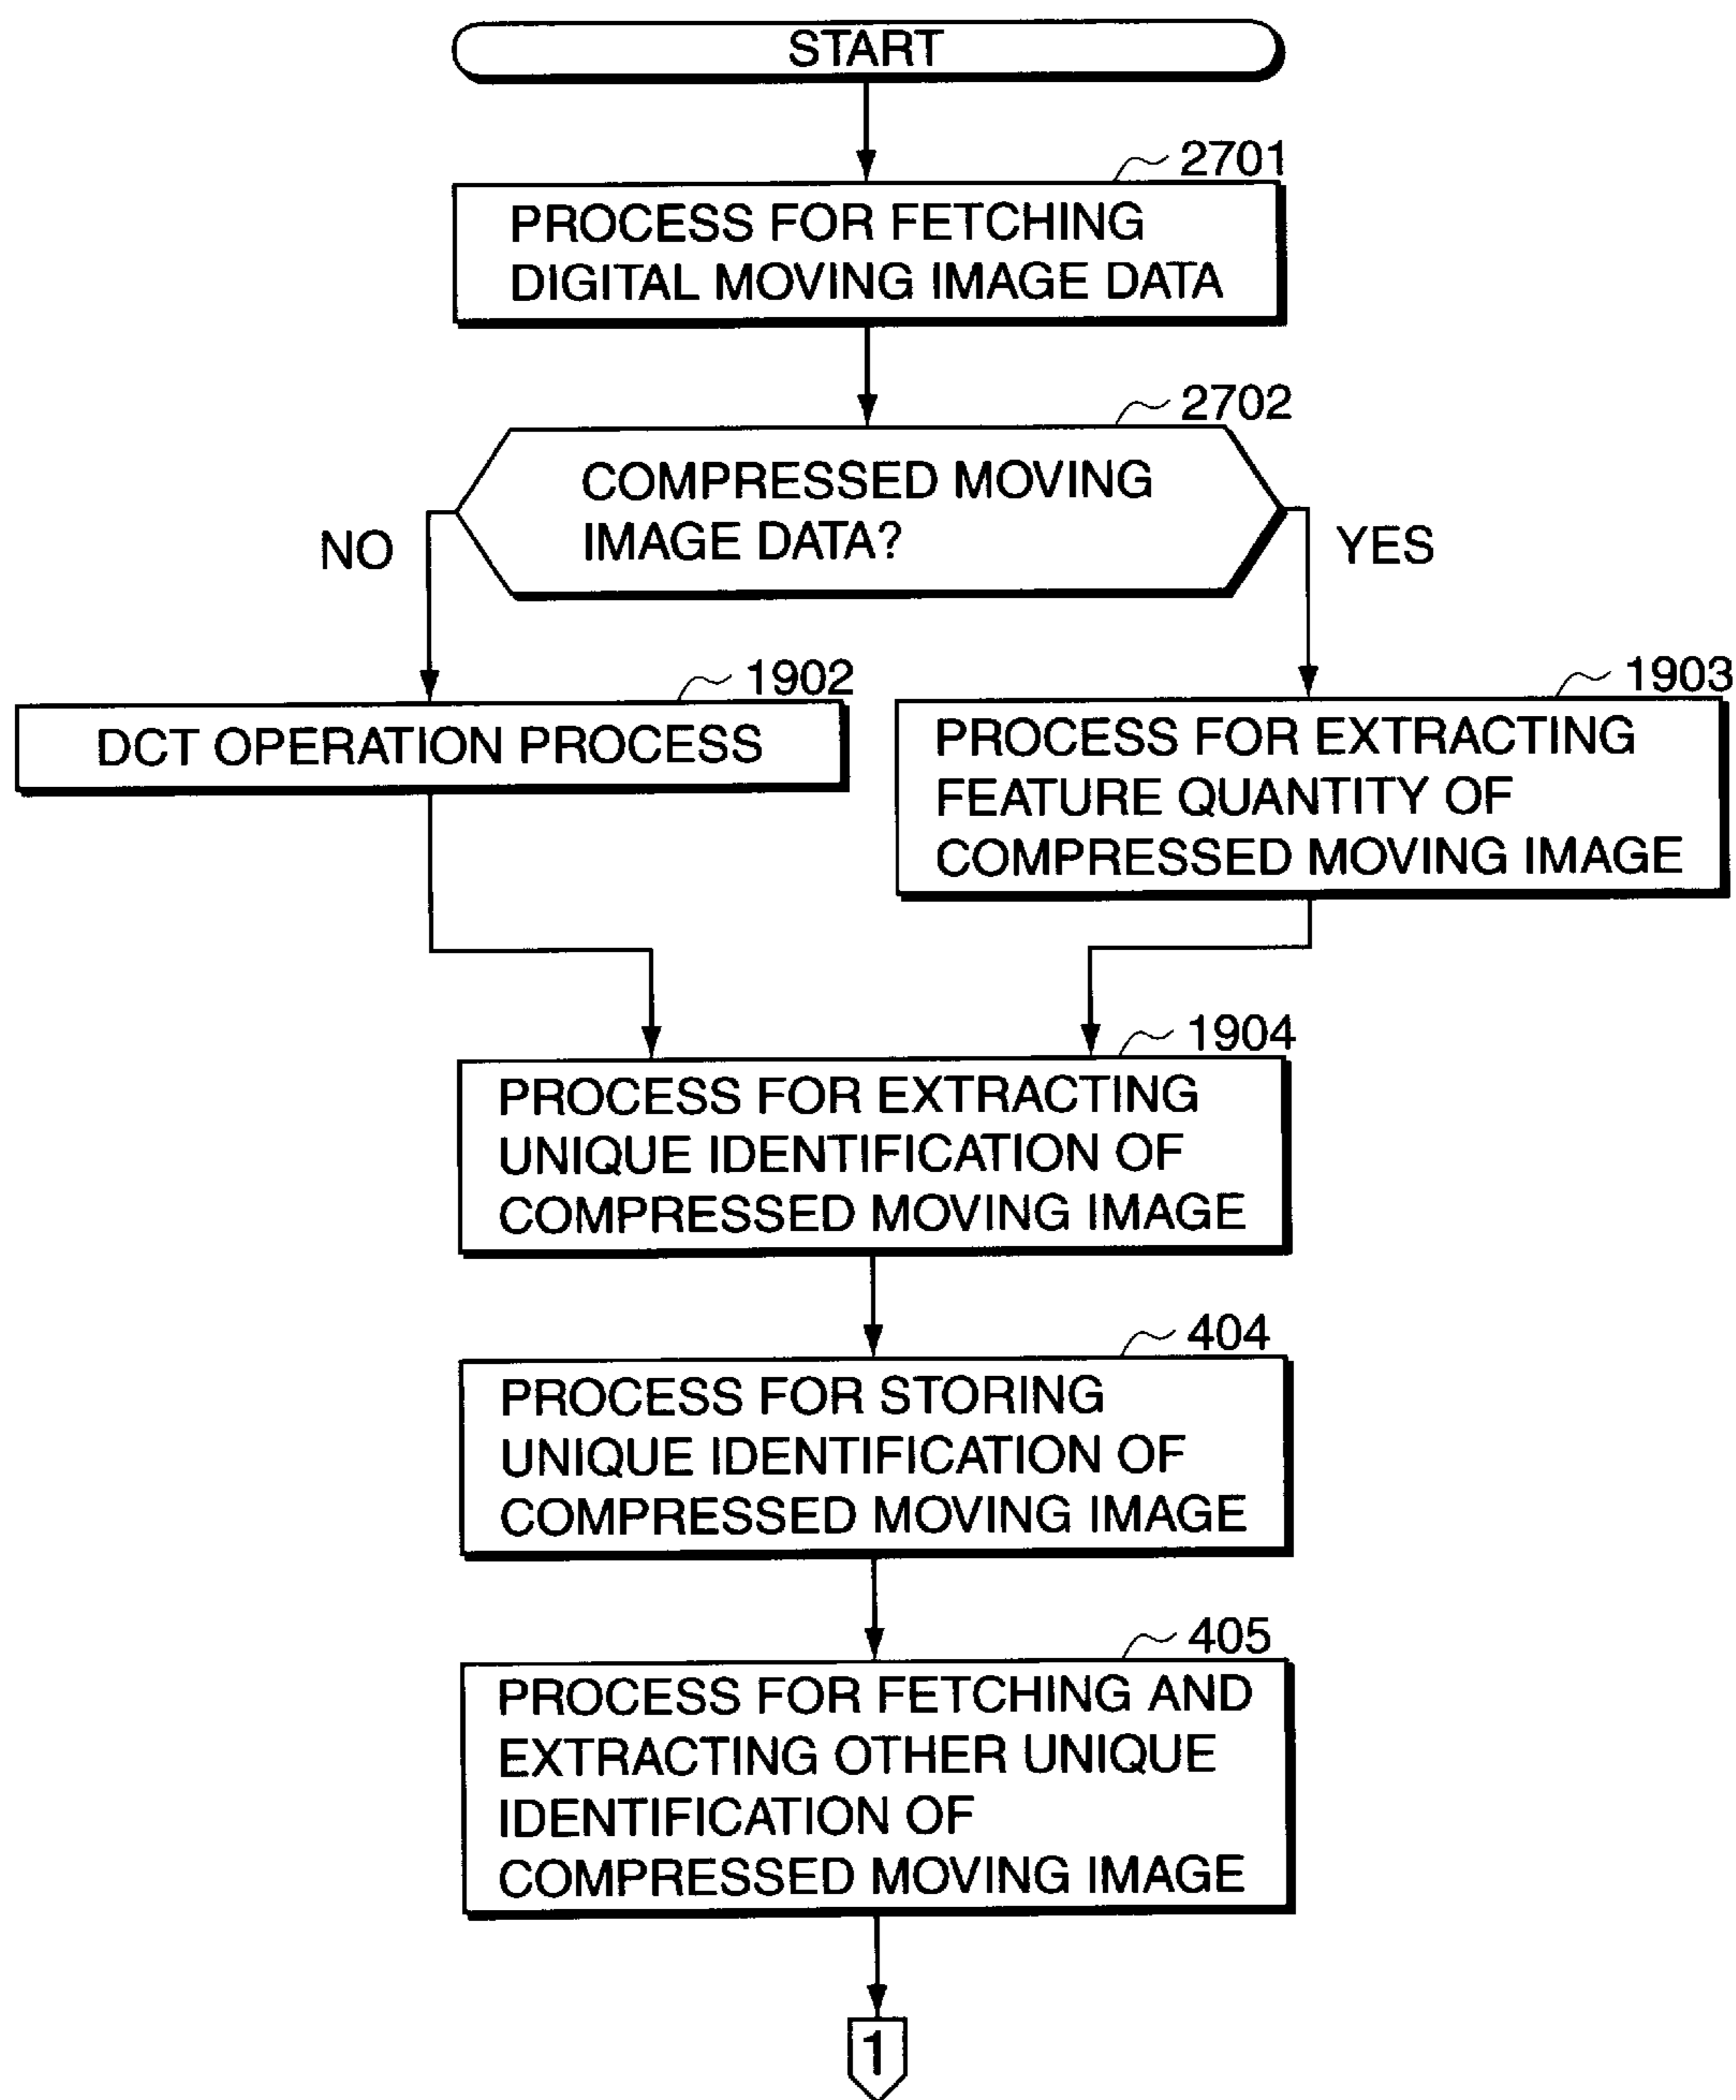 START
2701
PROCESS FOR FETCHING
DIGITAL MOVING IMAGE DATA
2702
COMPRESSED MOVING
IMAGE DATA?
NO
YES
1902
DCT OPERATION PROCESS
1903
PROCESS FOR EXTRACTING
FEATURE QUANTITY OF
COMPRESSED MOVING IMAGE
1904
PROCESS FOR EXTRACTING
UNIQUE IDENTIFICATION OF
COMPRESSED MOVING IMAGE
404
PROCESS FOR STORING
UNIQUE IDENTIFICATION OF
COMPRESSED MOVING IMAGE
405
PROCESS FOR FETCHING AND
EXTRACTING OTHER UNIQUE
IDENTIFICATION OF
COMPRESSED MOVING IMAGE
1